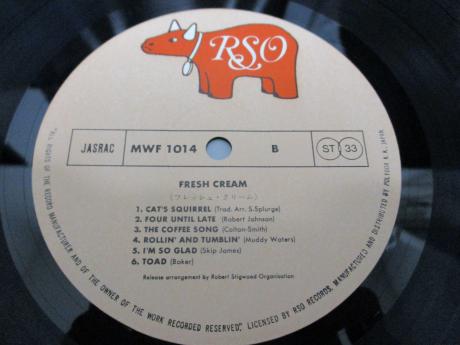 RSO
JASRAC MWF 1014 B ST 33
FRESH CREAM
(フレッシュ・クリーム)
1. CAT'S SQUIRREL (Trad. Arr. S.Splurge)
2. FOUR UNTIL LATE (Robert Johnson)
3. THE COFFEE SONG (Colton-Smith)
4. ROLLIN' AND TUMBLIN' (Muddy Waters)
5. I'M SO GLAD (Skip James)
6. TOAD (Baker)
Release arrangement by Robert Stigwood Organisation
"ALL RIGHTS OF THE RECORD MANUFACTURER AND OF THE OWNER OF THE WORK RECORDED RESERVED", LICENSED BY RSO RECORDS, MANUFACTURED AND DISTRIBUTED BY POLYDOR K. K. JAPAN.